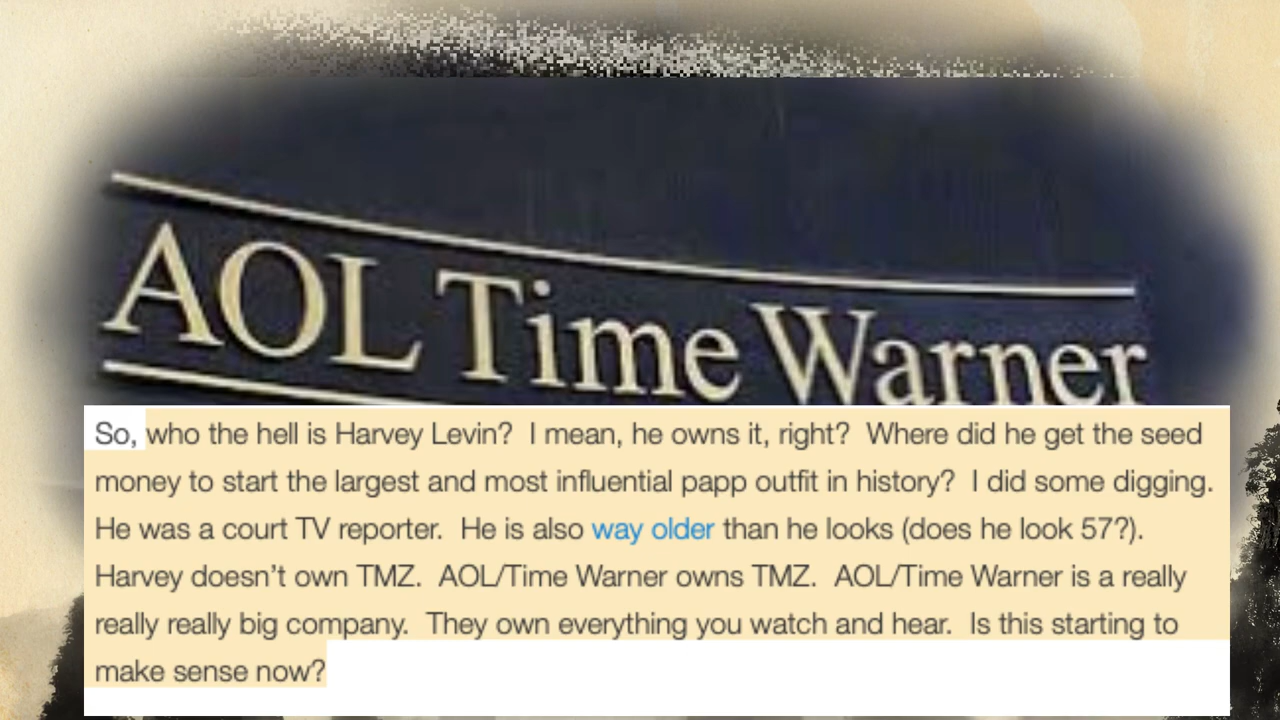 AOL Time Warner
So, who the hell is Harvey Levin?  I mean, he owns it, right?  Where did he get the seed
money to start the largest and most influential papp outfit in history?  I did some digging.
He was a court TV reporter.  He is also way older than he looks (does he look 57?).
Harvey doesn’t own TMZ.  AOL/Time Warner owns TMZ.  AOL/Time Warner is a really
really really big company.  They own everything you watch and hear.  Is this starting to
make sense now?